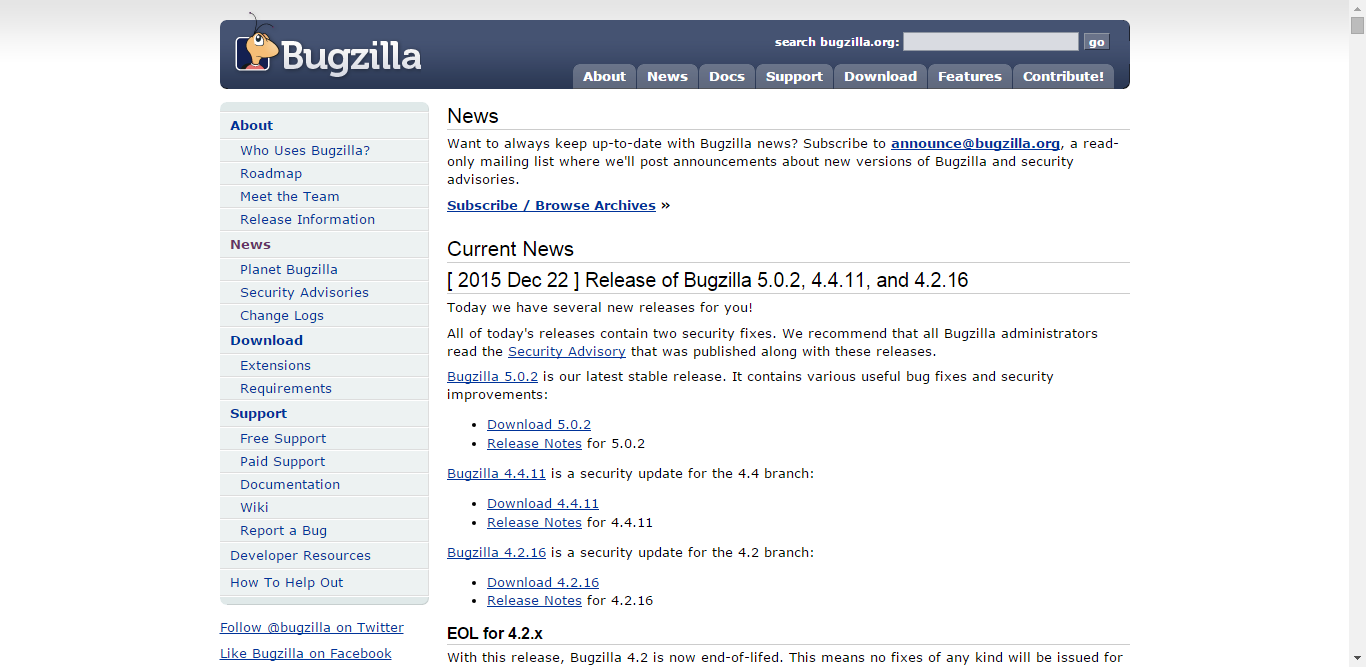 Bugzilla
search bugzilla.org:
go
About
News
Docs
Support
Download
Features
Contribute!
About
Who Uses Bugzilla?
Roadmap
Meet the Team
Release Information
News
Planet Bugzilla
Security Advisories
Change Logs
Download
Extensions
Requirements
Support
Free Support
Paid Support
Documentation
Wiki
Report a Bug
Developer Resources
How To Help Out
Follow @bugzilla on Twitter
Like Bugzilla on Facebook
News
Want to always keep up-to-date with Bugzilla news? Subscribe to announce@bugzilla.org, a read-
only mailing list where we'll post announcements about new versions of Bugzilla and security
advisories.
Subscribe / Browse Archives »
Current News
[ 2015 Dec 22 ] Release of Bugzilla 5.0.2, 4.4.11, and 4.2.16
Today we have several new releases for you!
All of today's releases contain two security fixes. We recommend that all Bugzilla administrators
read the Security Advisory that was published along with these releases.
Bugzilla 5.0.2 is our latest stable release. It contains various useful bug fixes and security
improvements:
• Download 5.0.2
• Release Notes for 5.0.2
Bugzilla 4.4.11 is a security update for the 4.4 branch:
• Download 4.4.11
• Release Notes for 4.4.11
Bugzilla 4.2.16 is a security update for the 4.2 branch:
• Download 4.2.16
• Release Notes for 4.2.16
EOL for 4.2.x
With this release, Bugzilla 4.2 is now end-of-lifed. This means no fixes of any kind will be issued for